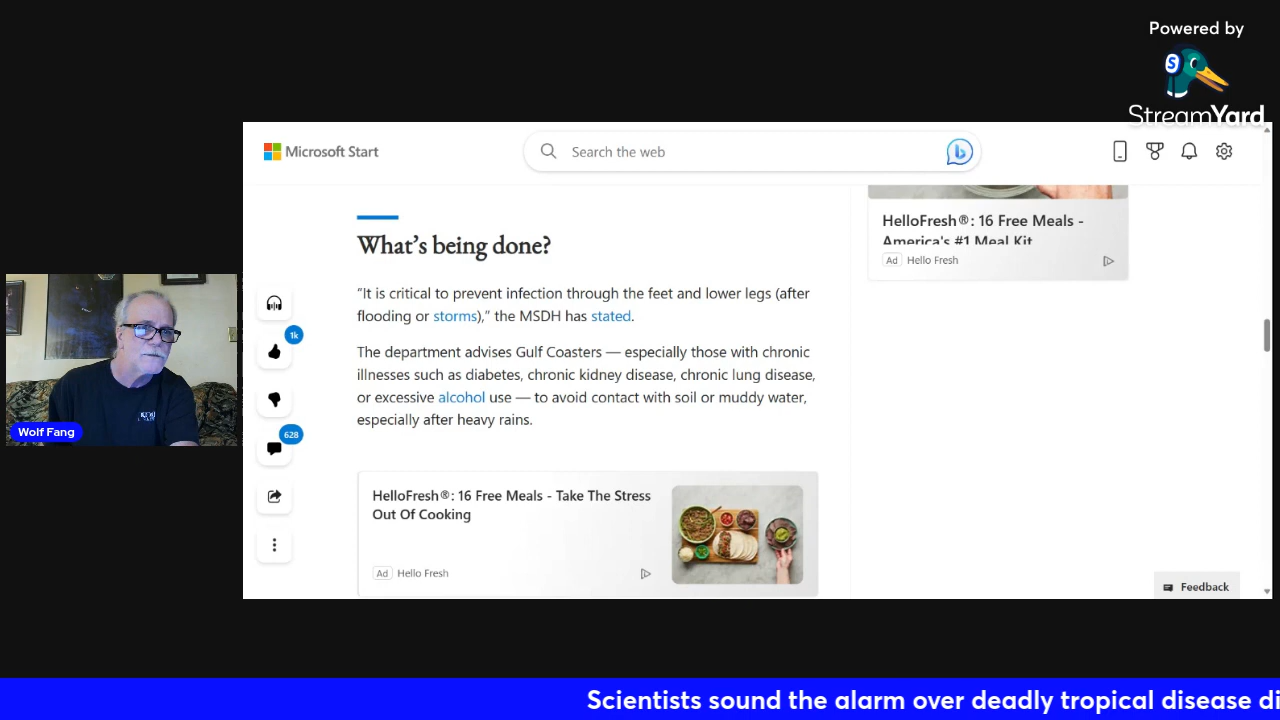 Powered by
StreamYard
Microsoft Start
Search the web
What's being done?
“It is critical to prevent infection through the feet and lower legs (after
flooding or storms),” the MSDH has stated.
The department advises Gulf Coasters — especially those with chronic
illnesses such as diabetes, chronic kidney disease, chronic lung disease,
or excessive alcohol use — to avoid contact with soil or muddy water,
especially after heavy rains.
1k
628
HelloFresh®: 16 Free Meals -
America's #1 Meal Kit
Ad Hello Fresh
HelloFresh®: 16 Free Meals - Take The Stress
Out Of Cooking
Ad Hello Fresh
Feedback
Wolf Fang
Scientists sound the alarm over deadly tropical disease di